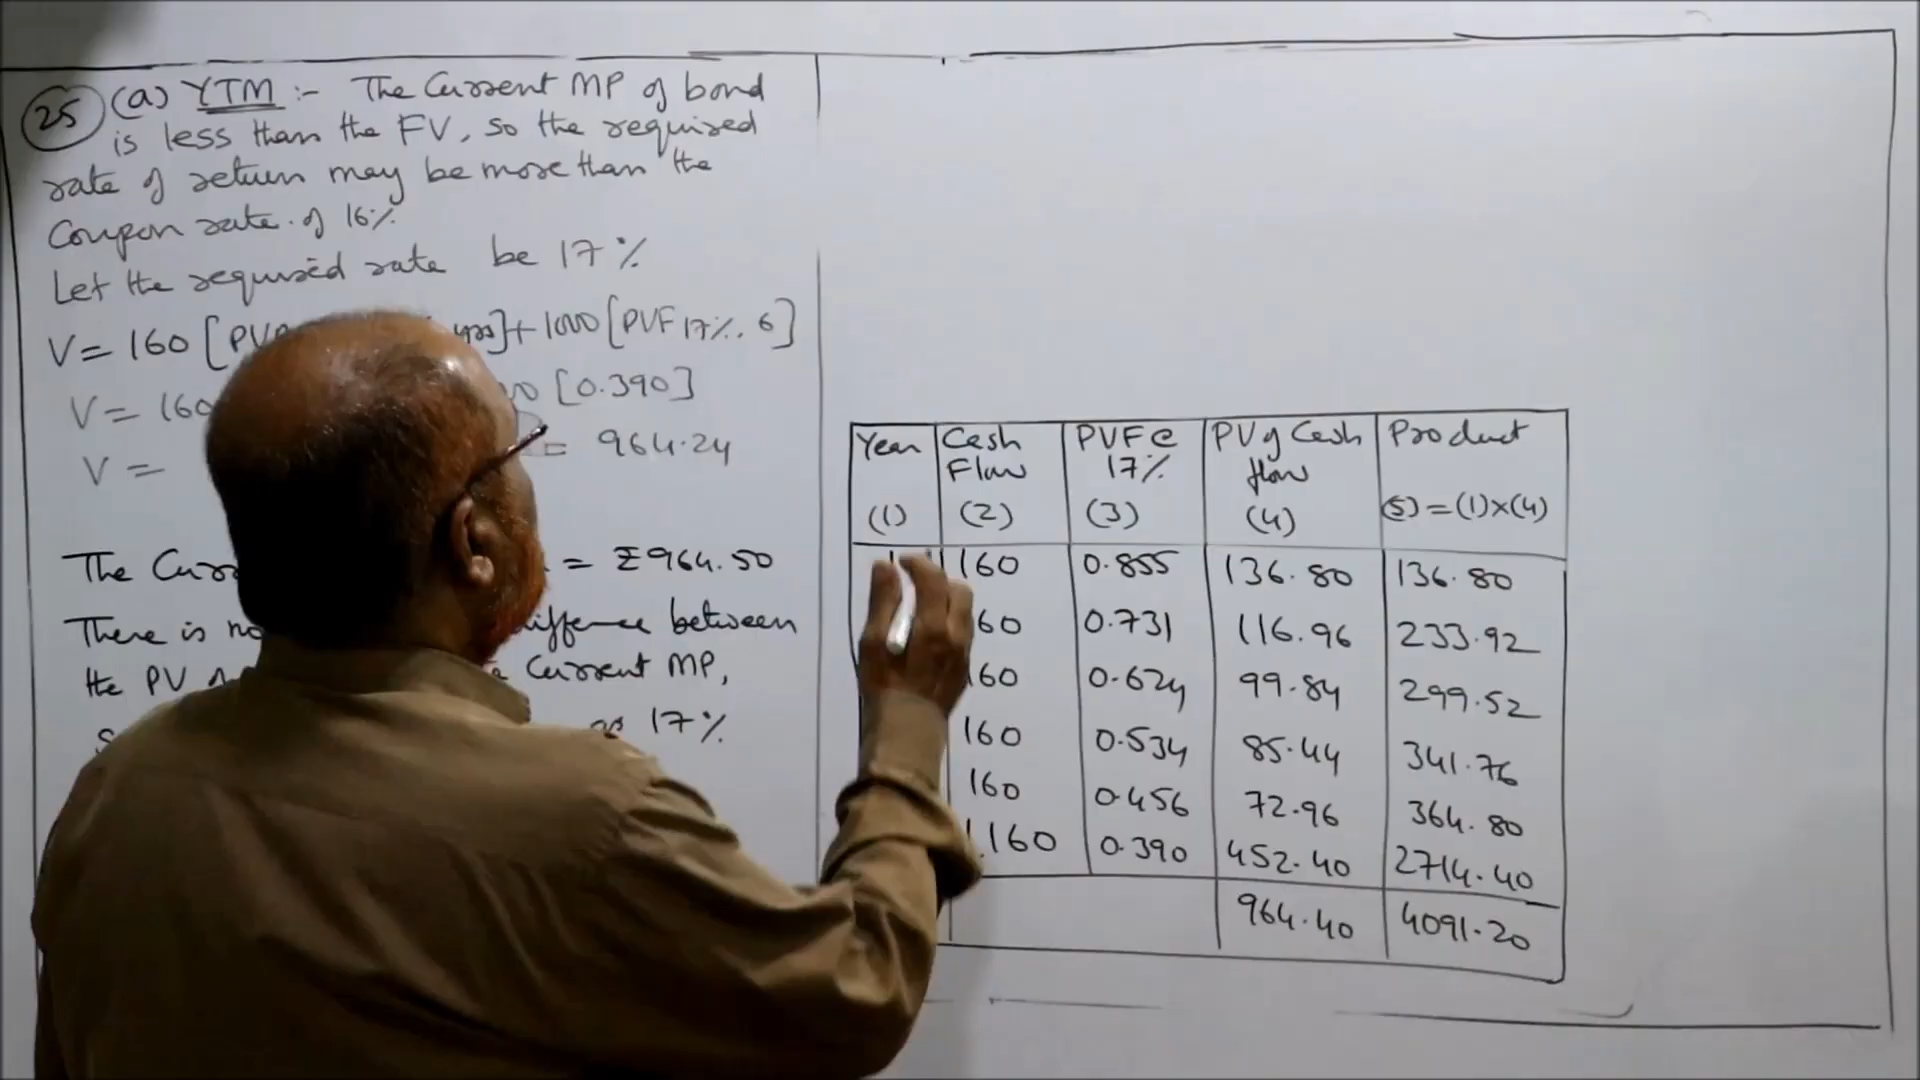 25 (a) YTM :- The Current MP of bond
is less than the FV, so the required
rate of return may be more than the
Coupon rate of 16%
Let the required rate be 17%
V = 160 [PV yrs] + 1000 [PVF 17%, 6]
V = 160 [0.390]
V = = 964.24
The = ₹964.50
There is difference between
the PV Current MP,
17%
Year Cash Flow PVF @ 17% PV of Cash flow Product
(1) (2) (3) (4) (5) = (1)×(4)
160 0.855 136.80 136.80
60 0.731 116.96 233.92
160 0.624 99.84 299.52
160 0.534 85.44 341.76
160 0.456 72.96 364.80
1160 0.390 452.40 2714.40
964.40 4091.20